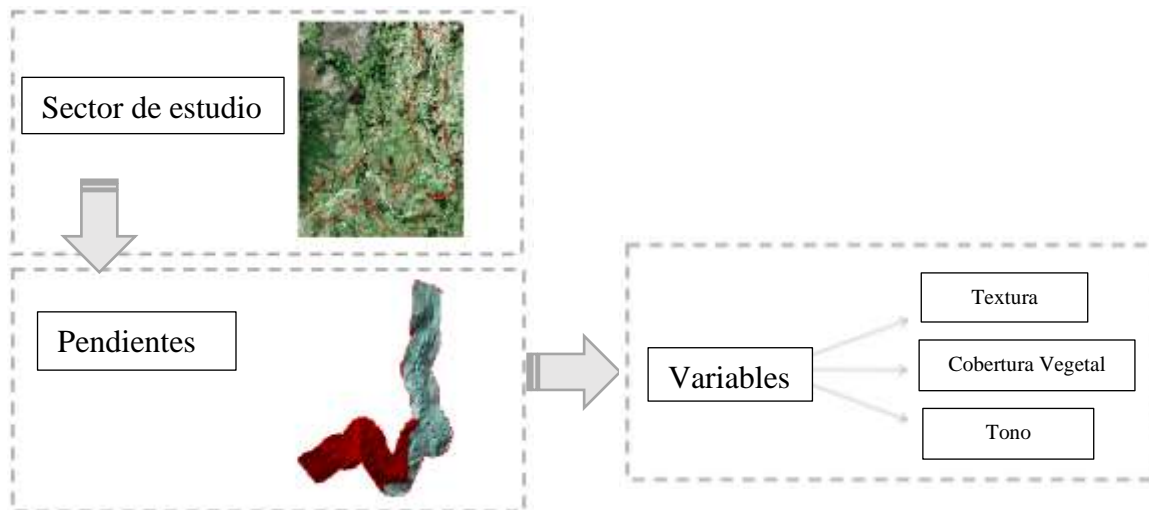 Sector de estudio
Pendientes
Variables
Textura
Cobertura Vegetal
Tono